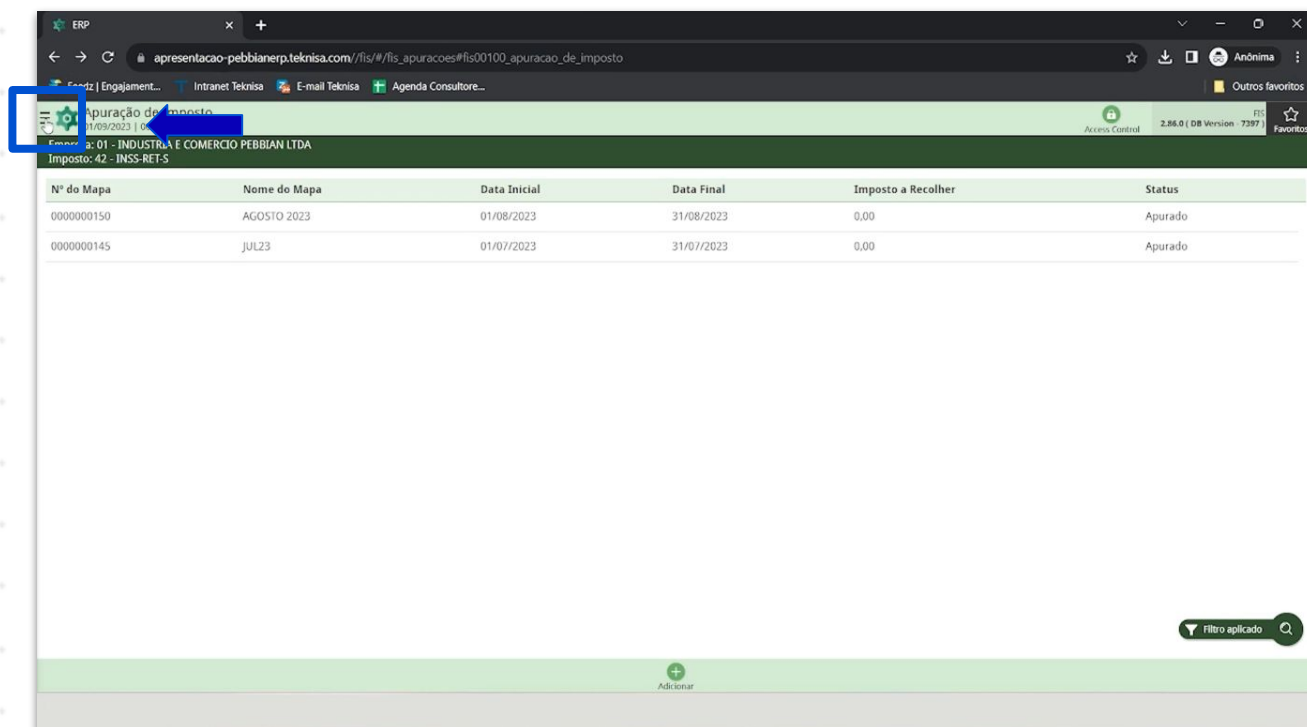 ERP
apresentacao-pebbianerp.teknisa.com//fis/#/fis_apuracoes#fis00100_apuracao_de_imposto
Anônima
Engajament... Intranet Teknisa E-mail Teknisa Agenda Consultore... Outros favoritos
Apuração de imposto
01/09/2023 |
Access Control
FIS
2.86.0 ( DB Version - 7397 )
Favoritos
Empresa: 01 - INDUSTRIA E COMERCIO PEBBIAN LTDA
Imposto: 42 - INSS-RET-S
Nº do Mapa Nome do Mapa Data Inicial Data Final Imposto a Recolher Status
0000000150 AGOSTO 2023 01/08/2023 31/08/2023 0,00 Apurado
0000000145 JUL23 01/07/2023 31/07/2023 0,00 Apurado
Filtro aplicado
Adicionar